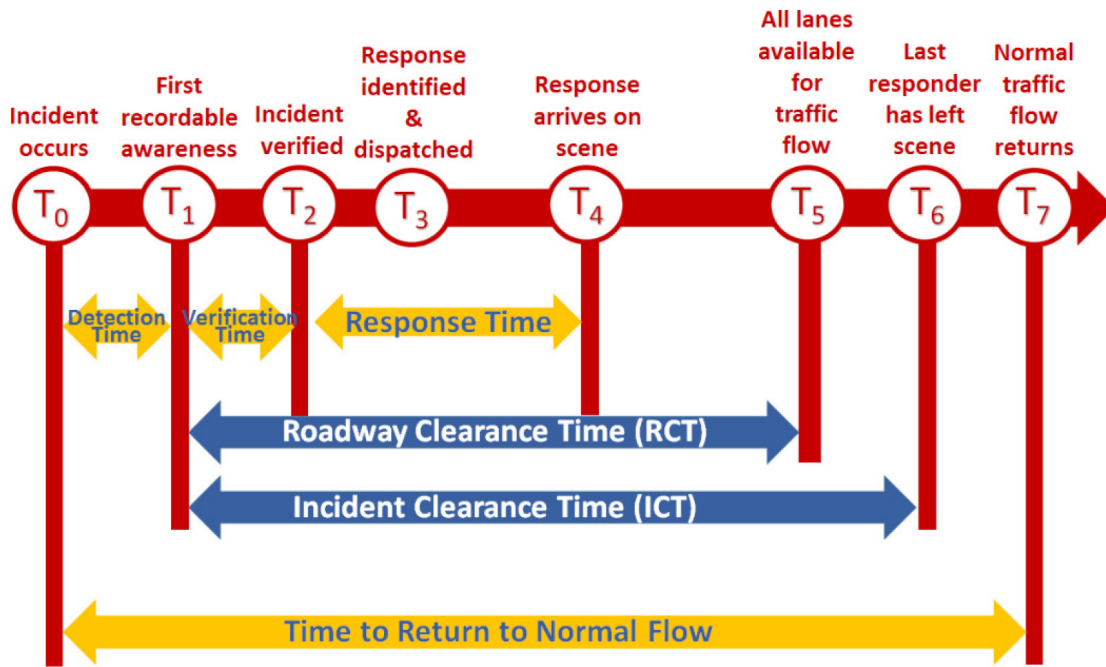 Incident
occurs
First
recordable
awareness
Incident
verified
Response
identified
&
dispatched
Response
arrives on
scene
All lanes
available
for
traffic
flow
Last
responder
has left
scene
Normal
traffic
flow
returns
T0
T1
T2
T3
T4
T5
T6
T7
Detection
Time
Verification
Time
Response Time
Roadway Clearance Time (RCT)
Incident Clearance Time (ICT)
Time to Return to Normal Flow